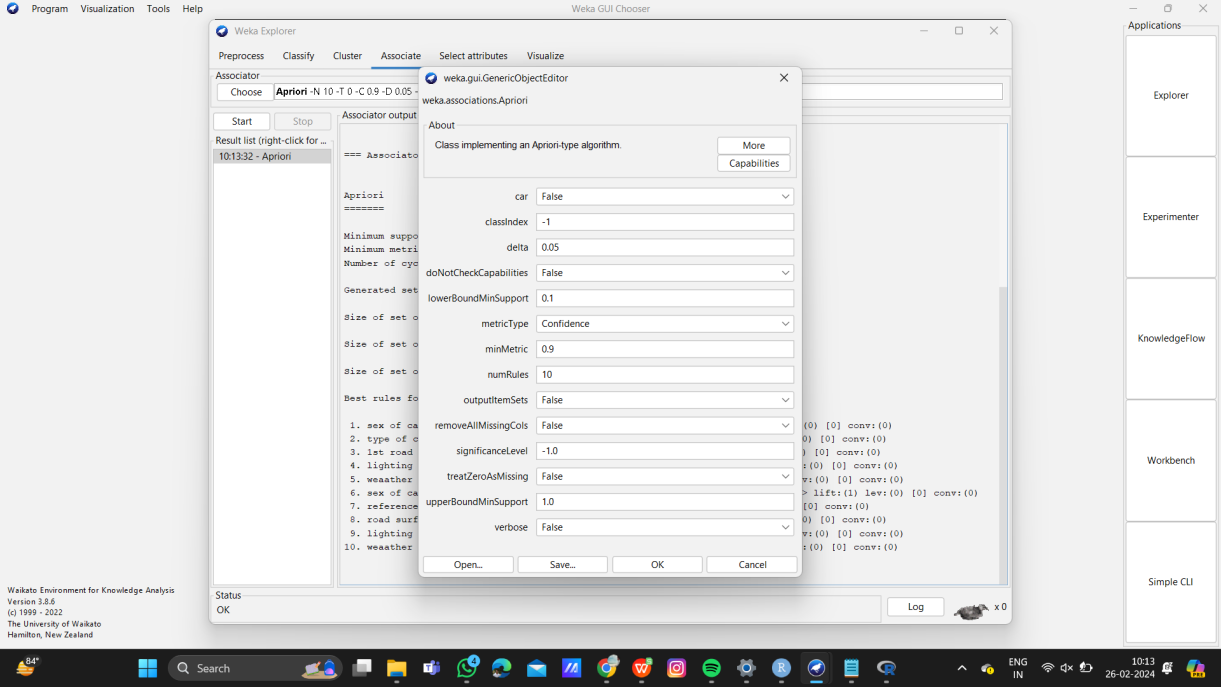 Program Visualization Tools Help
Weka GUI Chooser
Applications
Explorer
Experimenter
KnowledgeFlow
Workbench
Simple CLI
Weka Explorer
Preprocess Classify Cluster Associate Select attributes Visualize
Associator
Choose Apriori -N 10 -T 0 -C 0.9 -D 0.05 -
Start Stop
Result list (right-click for ...
10:13:32 - Apriori
Associator output
=== Associato
Apriori
=======
Minimum suppo
Minimum metri
Number of cyc
Generated set
Size of set o
Size of set o
Size of set o
Best rules fo
1. sex of ca (0) [0] conv:(0)
2. type of c 0) [0] conv:(0)
3. 1st road ) [0] conv:(0)
4. lighting :(0) [0] conv:(0)
5. weaather v:(0) [0] conv:(0)
6. sex of ca > lift:(1) lev:(0) [0] conv:(0)
7. reference [0] conv:(0)
8. road surf 0) [0] conv:(0)
9. lighting v:(0) [0] conv:(0)
10. weaather :(0) [0] conv:(0)
weka.gui.GenericObjectEditor
weka.associations.Apriori
About
Class implementing an Apriori-type algorithm.
More
Capabilities
car False
classIndex -1
delta 0.05
doNotCheckCapabilities False
lowerBoundMinSupport 0.1
metricType Confidence
minMetric 0.9
numRules 10
outputItemSets False
removeAllMissingCols False
significanceLevel -1.0
treatZeroAsMissing False
upperBoundMinSupport 1.0
verbose False
Open... Save... OK Cancel
Status
OK
Log x 0
Waikato Environment for Knowledge Analysis
Version 3.8.6
(c) 1999 - 2022
The University of Waikato
Hamilton, New Zealand
84°
Search
4
ENG
IN
10:13
26-02-2024
PRE